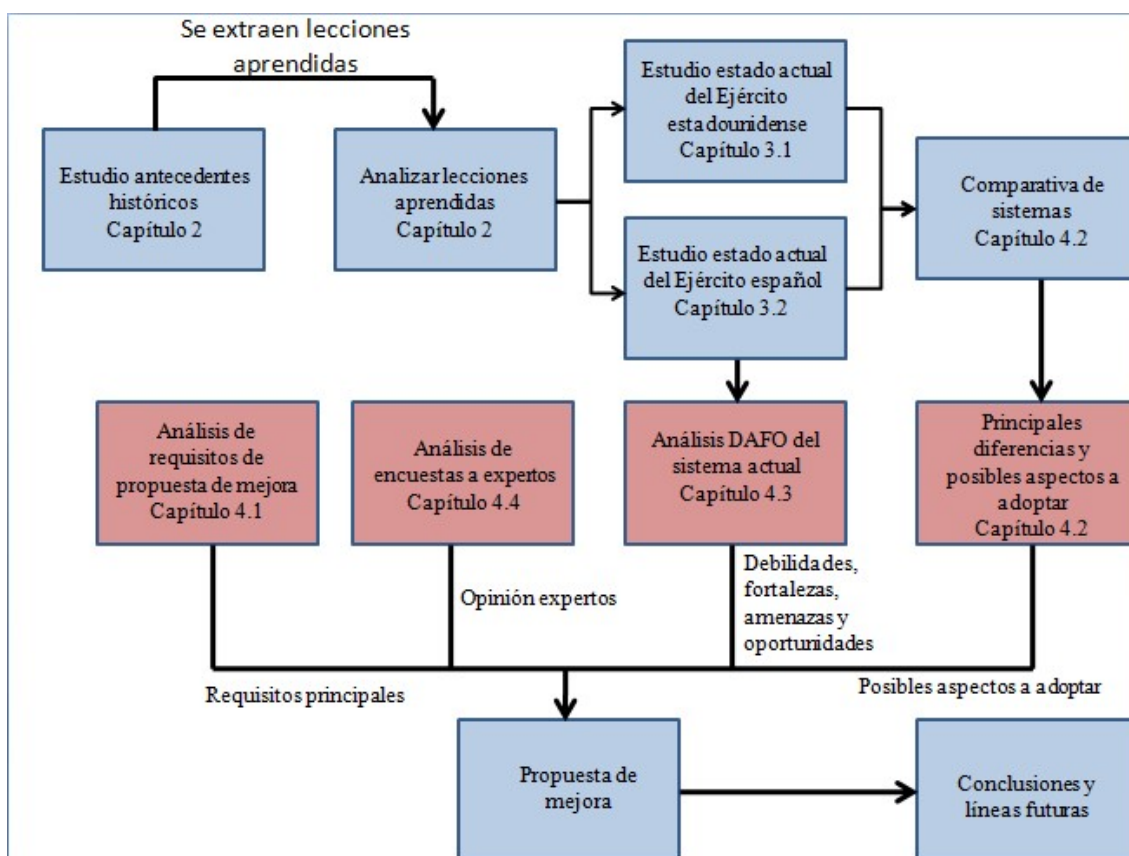 Se extraen lecciones
aprendidas
Estudio antecedentes
históricos
Capítulo 2
Analizar lecciones
aprendidas
Capítulo 2
Estudio estado actual
del Ejército
estadounidense
Capítulo 3.1
Estudio estado actual
del Ejército español
Capítulo 3.2
Comparativa de
sistemas
Capítulo 4.2
Análisis de
requisitos de
propuesta de mejora
Capítulo 4.1
Análisis de
encuestas a expertos
Capítulo 4.4
Análisis DAFO del
sistema actual
Capítulo 4.3
Principales
diferencias y
posibles aspectos a
adoptar
Capítulo 4.2
Requisitos principales
Opinión expertos
Debilidades,
fortalezas,
amenazas y
oportunidades
Posibles aspectos a adoptar
Propuesta de
mejora
Conclusiones y
líneas futuras